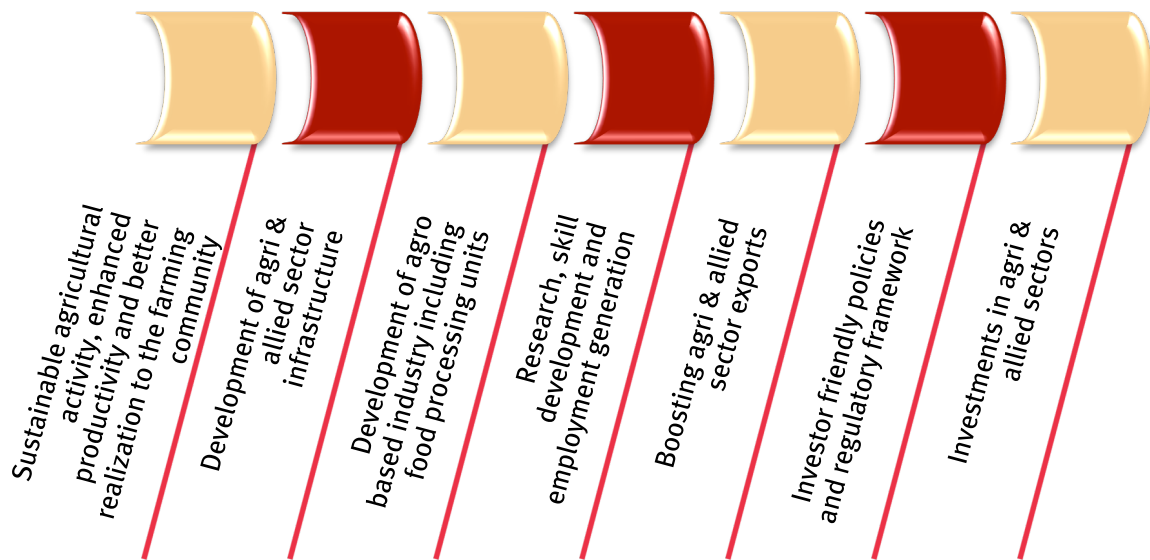 Sustainable agricultural
activity, enhanced
productivity and better
realization to the farming
community
Development of agri &
allied sector
infrastructure
Development of agro
based industry including
food processing units
Research, skill
development and
employment generation
Boosting agri & allied
sector exports
Investor friendly policies
and regulatory framework
Investments in agri &
allied sectors